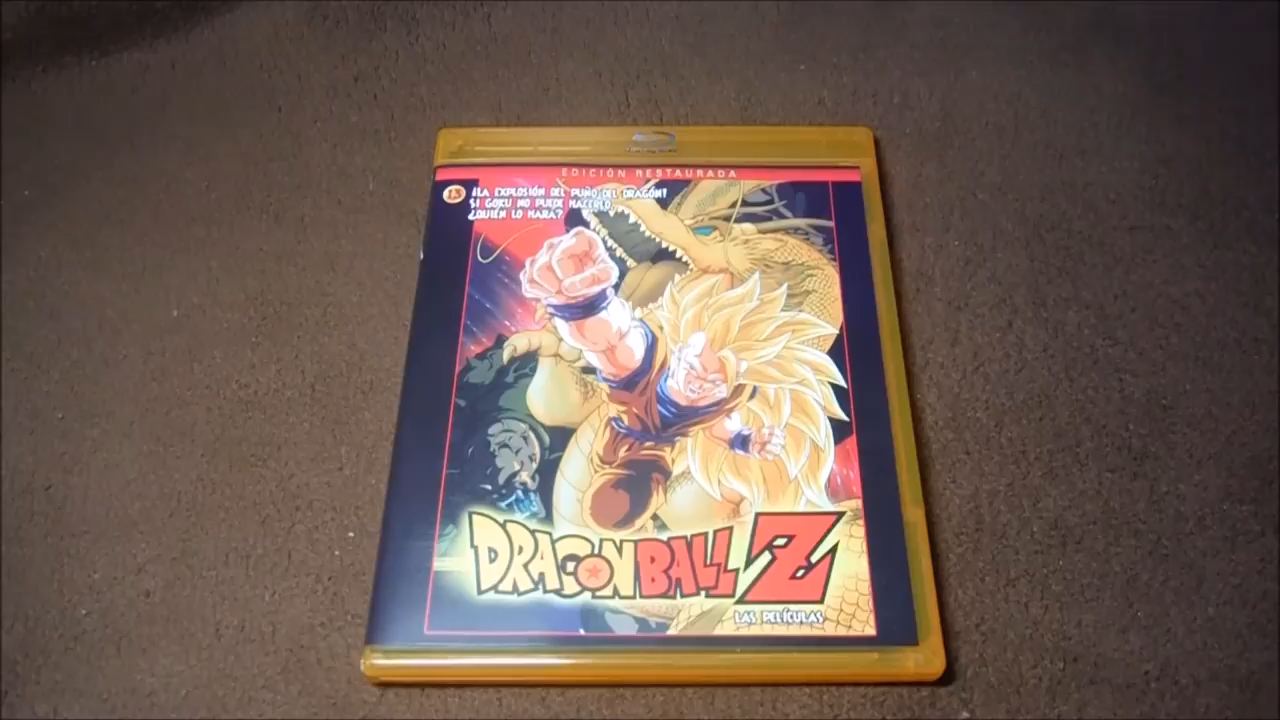 EDICIÓN RESTAURADA
13 ¡LA EXPLOSIÓN DEL PUÑO DEL DRAGÓN!
SI GOKU NO PUEDE HACERLO,
¿QUIÉN LO HARÁ?
DRAGON BALL Z
LAS PELÍCULAS